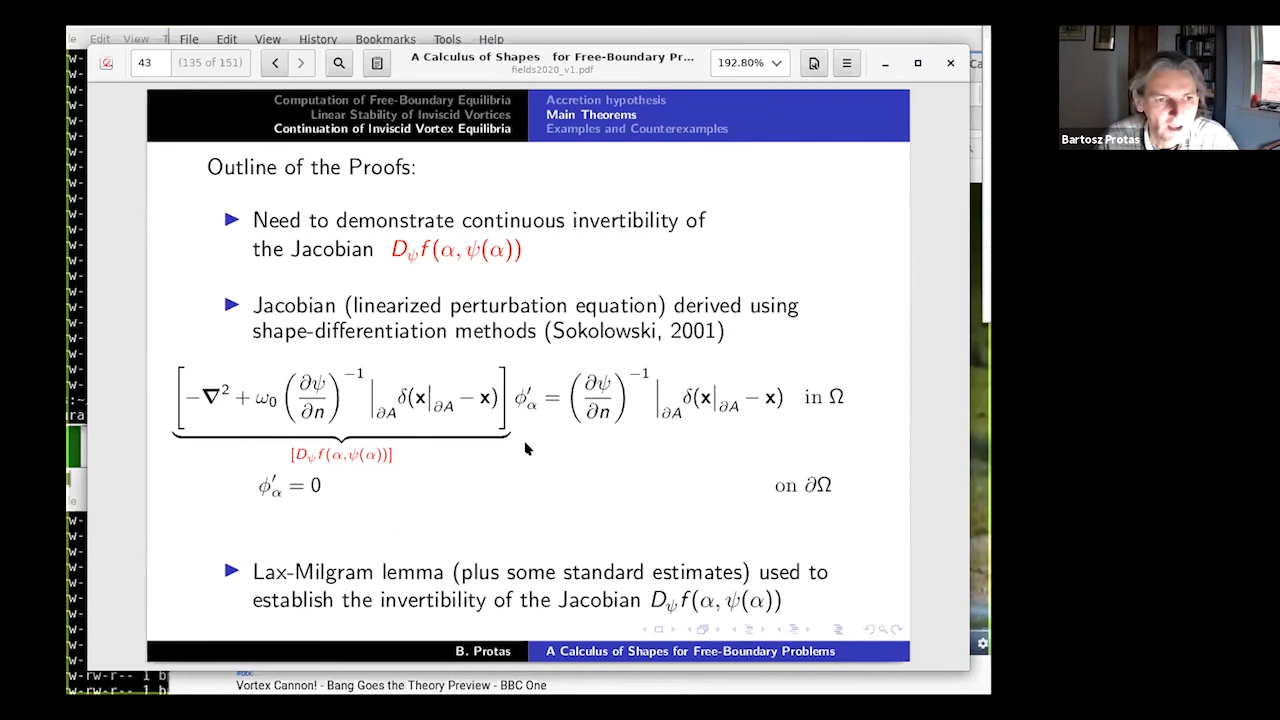 le Edit View T File Edit View History Bookmarks Tools Help
43 (135 of 151) A Calculus of Shapes for Free-Boundary Pr... 192.80%
fields2020_v1.pdf
Computation of Free-Boundary Equilibria
Linear Stability of Inviscid Vortices
Continuation of Inviscid Vortex Equilibria
Accretion hypothesis
Main Theorems
Examples and Counterexamples
Bartosz Protas
Outline of the Proofs:
▶ Need to demonstrate continuous invertibility of
the Jacobian D_ψ f(α, ψ(α))
▶ Jacobian (linearized perturbation equation) derived using
shape-differentiation methods (Sokolowski, 2001)
[−∇² + ω₀ (∂ψ/∂n)⁻¹ |_∂A δ(x|_∂A − x)] φ′_α = (∂ψ/∂n)⁻¹ |_∂A δ(x|_∂A − x) in Ω
[D_ψ f(α,ψ(α))]
φ′_α = 0 on ∂Ω
▶ Lax-Milgram lemma (plus some standard estimates) used to
establish the invertibility of the Jacobian D_ψ f(α, ψ(α))
B. Protas A Calculus of Shapes for Free-Boundary Problems
w-rw-r-- 1 b
Vortex Cannon! - Bang Goes the Theory Preview - BBC One